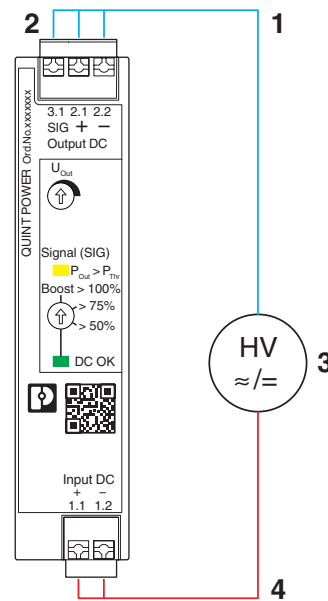 2
1
3.1 2.1 2.2
SIG + −
Output DC
QUINT POWER Ord.No.xxxxxxx
U Out
Signal (SIG)
P Out > P Thr
Boost > 100%
> 75%
> 50%
DC OK
HV
≈/=
3
Input DC
+ −
1.1 1.2
4